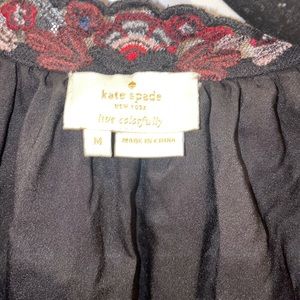 kate spade
NEW YORK
live colorfully
M
MADE IN CHINA